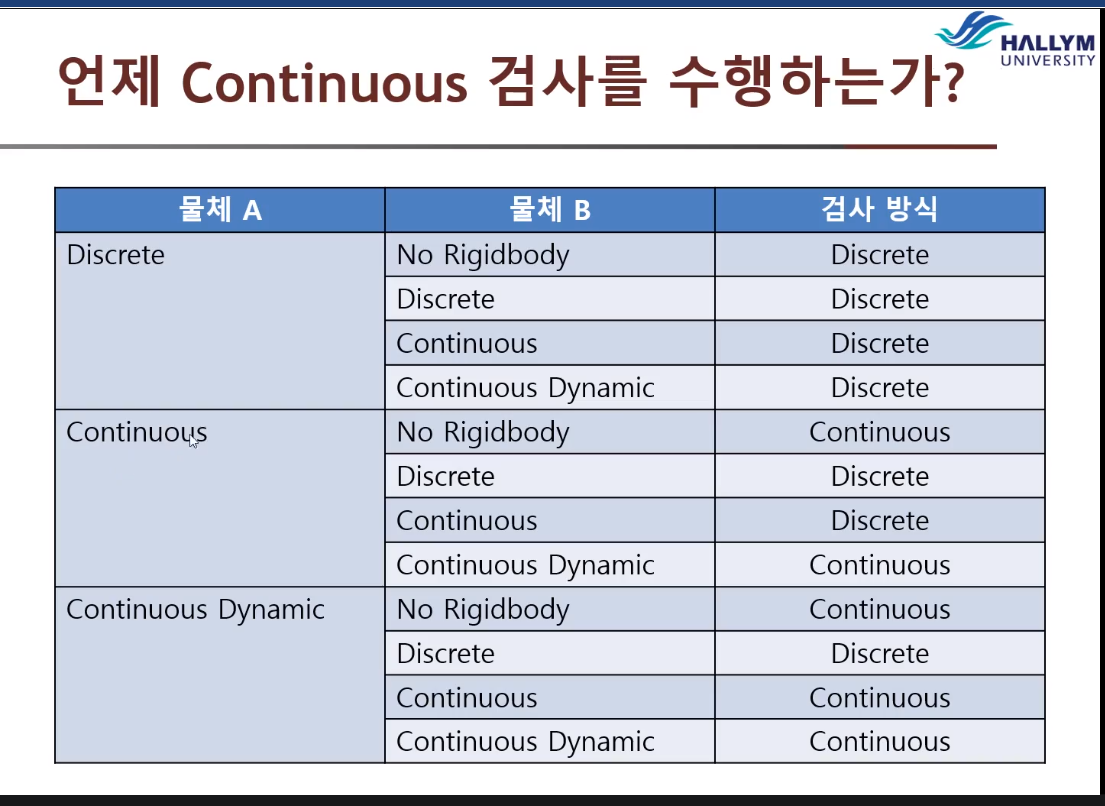 HALLYM
UNIVERSITY
언제 Continuous 검사를 수행하는가?
물체 A 물체 B 검사 방식
Discrete No Rigidbody Discrete
Discrete Discrete
Continuous Discrete
Continuous Dynamic Discrete
Continuous No Rigidbody Continuous
Discrete Discrete
Continuous Discrete
Continuous Dynamic Continuous
Continuous Dynamic No Rigidbody Continuous
Discrete Discrete
Continuous Continuous
Continuous Dynamic Continuous